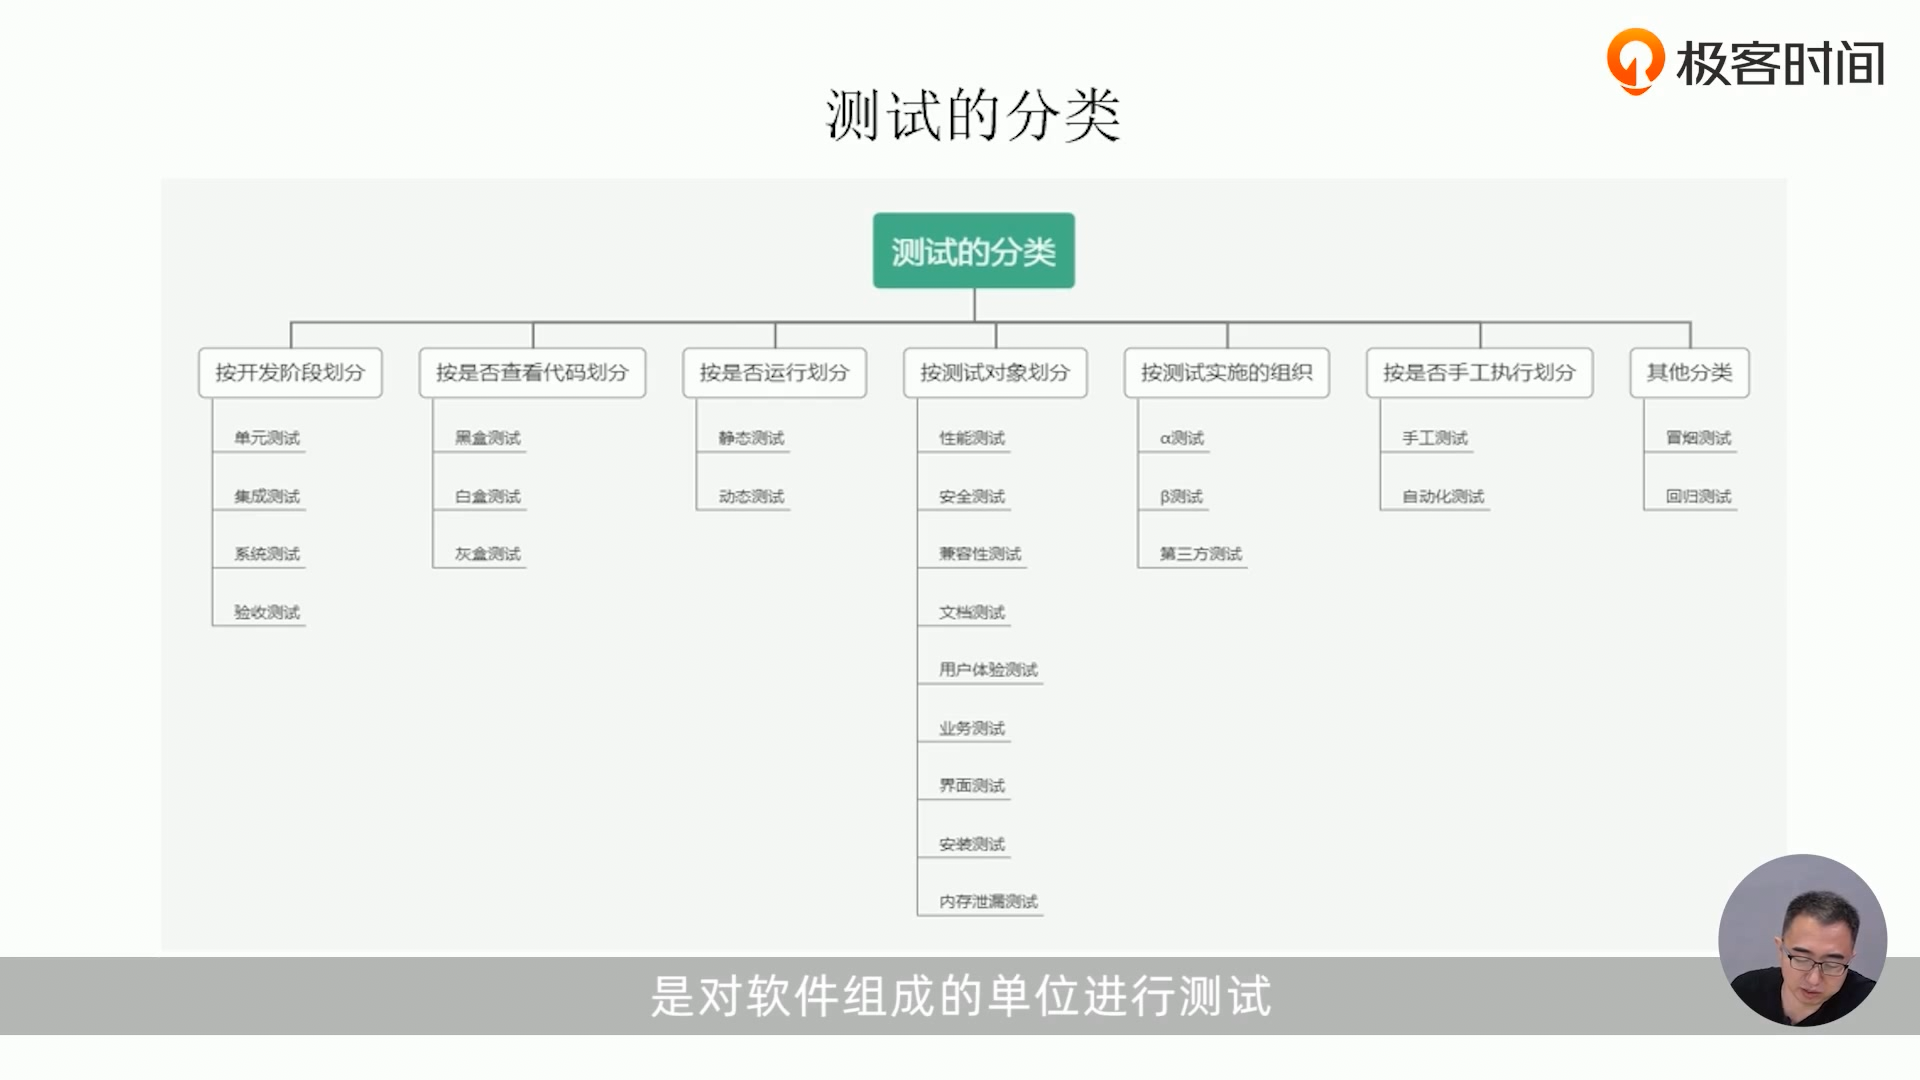 极客时间
测试的分类
测试的分类
按开发阶段划分
单元测试
集成测试
系统测试
验收测试
按是否查看代码划分
黑盒测试
白盒测试
灰盒测试
按是否运行划分
静态测试
动态测试
按测试对象划分
性能测试
安全测试
兼容性测试
文档测试
用户体验测试
业务测试
界面测试
安装测试
内存泄漏测试
按测试实施的组织
α测试
β测试
第三方测试
按是否手工执行划分
手工测试
自动化测试
其他分类
冒烟测试
回归测试
是对软件组成的单位进行测试